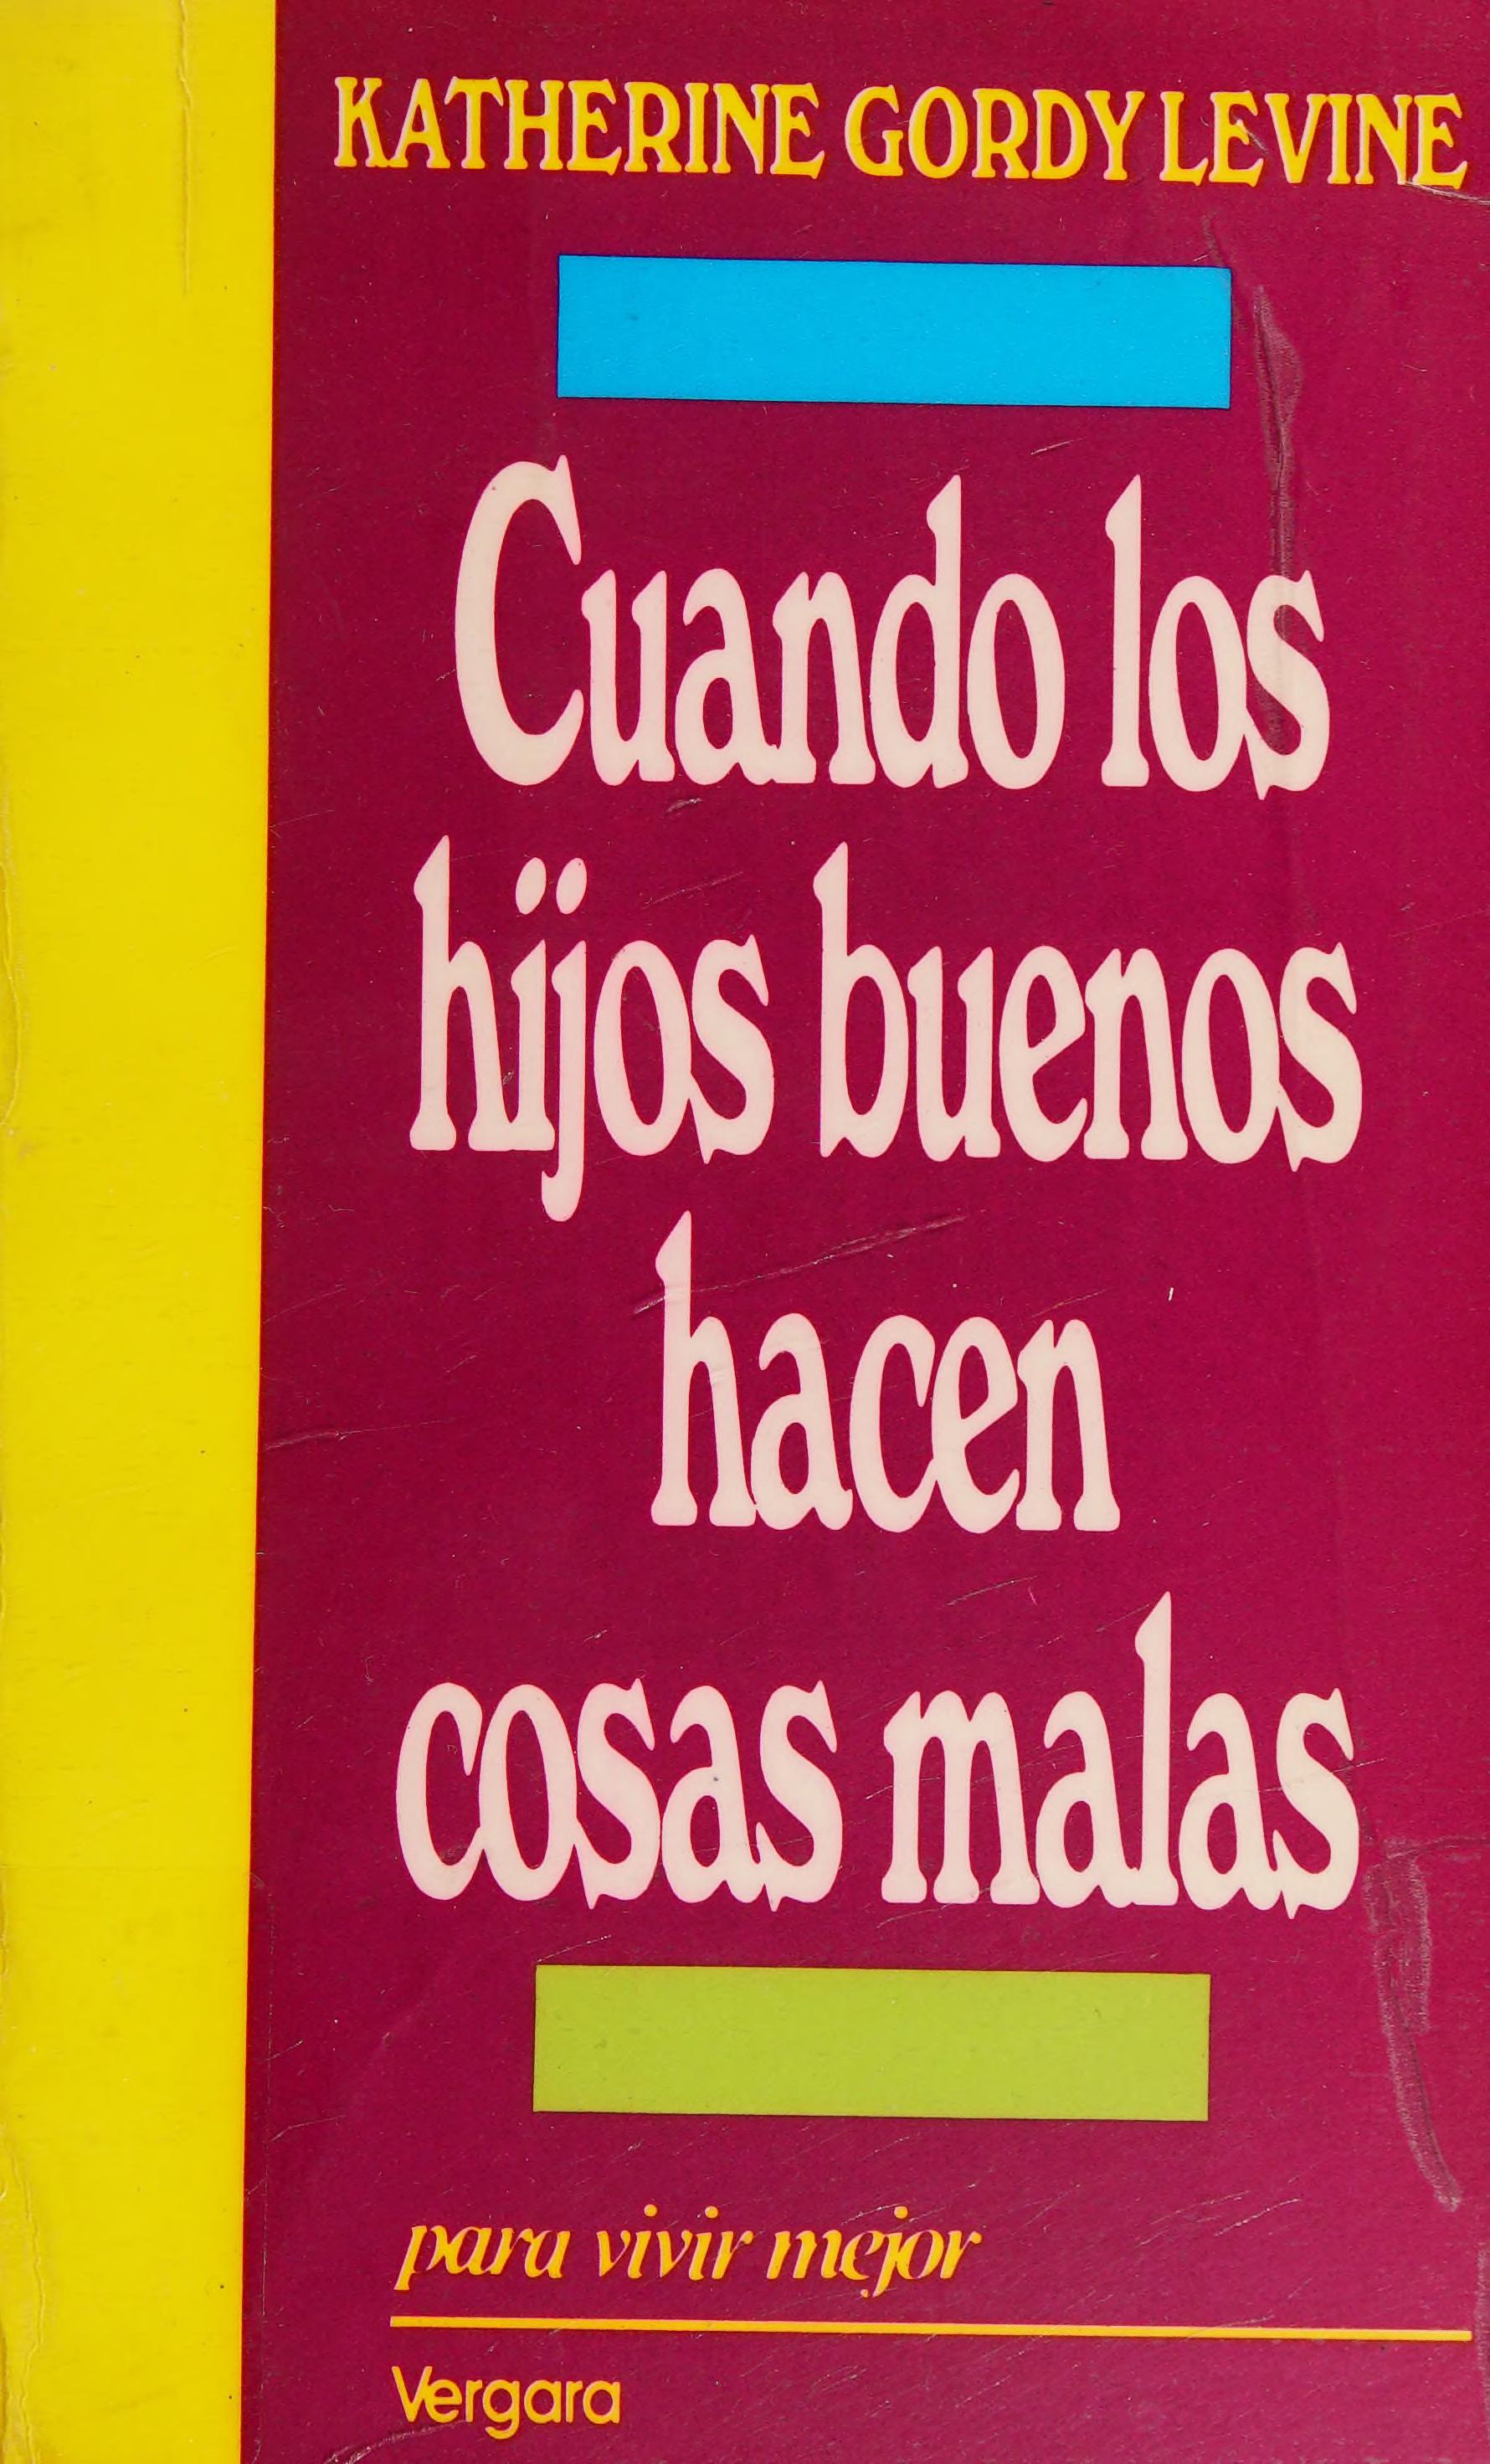 KATHERINE GORDY LEVINE
Cuando los
hijos buenos
hacen
cosas malas
para vivir mejor
Vergara